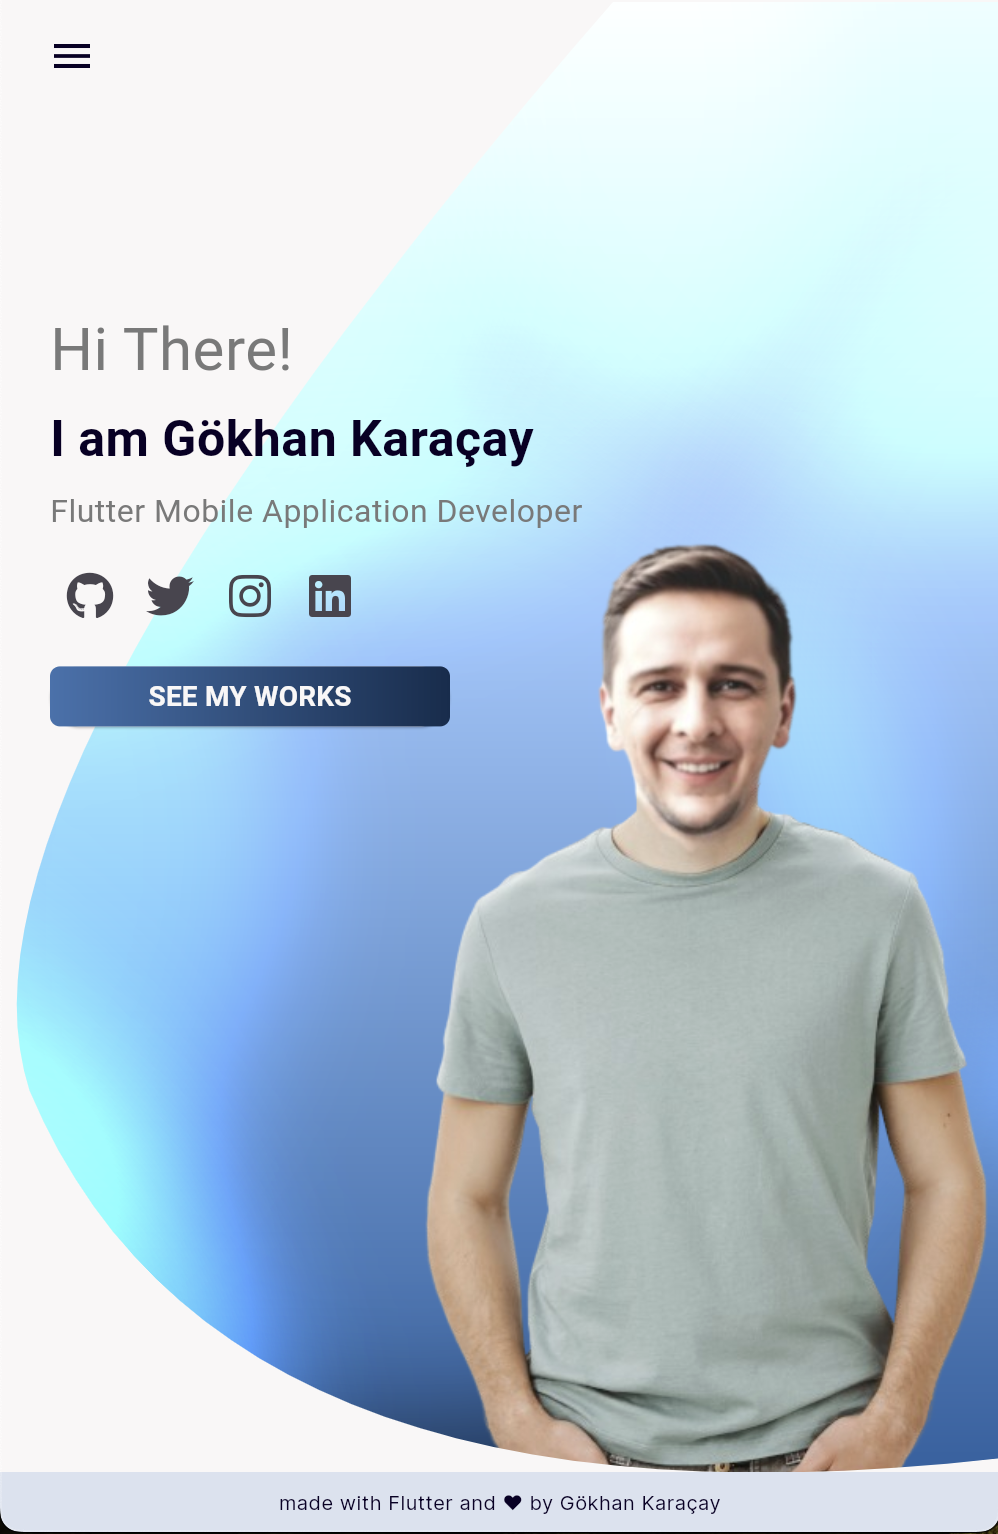 Hi There!
I am Gökhan Karaçay
Flutter Mobile Application Developer
SEE MY WORKS
made with Flutter and ♥ by Gökhan Karaçay